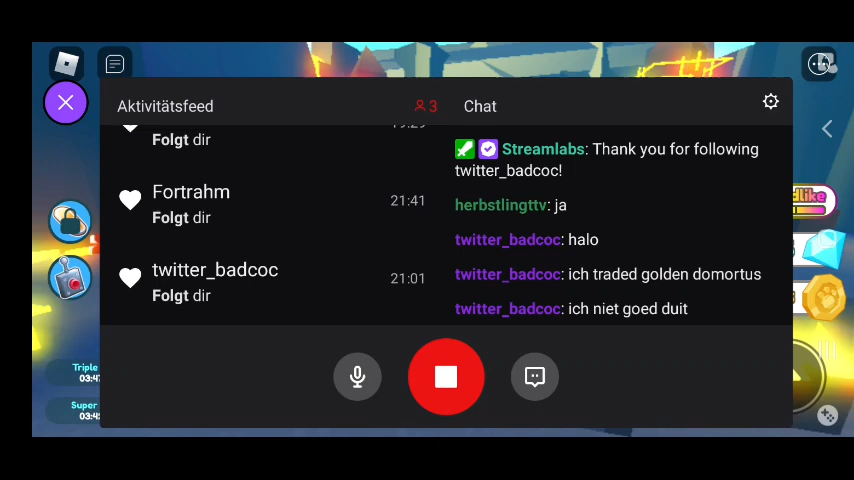 Aktivitätsfeed
3
Chat
Folgt dir
Fortrahm
21:41
Folgt dir
twitter_badcoc
21:01
Folgt dir
Streamlabs: Thank you for following
twitter_badcoc!
herbstlingttv: ja
twitter_badcoc: halo
twitter_badcoc: ich traded golden domortus
twitter_badcoc: ich niet goed duit
Triple
Super